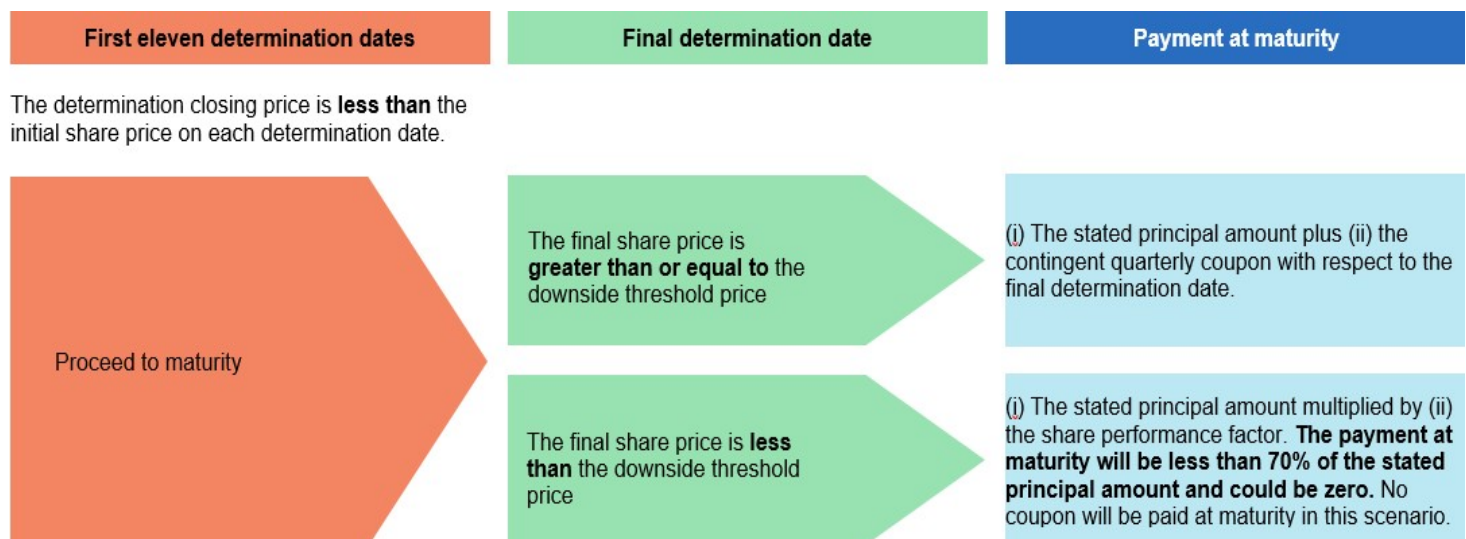 First eleven determination dates
Final determination date
Payment at maturity
The determination closing price is less than the
initial share price on each determination date.
Proceed to maturity
The final share price is
greater than or equal to the
downside threshold price
(i) The stated principal amount plus (ii) the
contingent quarterly coupon with respect to the
final determination date.
The final share price is less
than the downside threshold
price
(i) The stated principal amount multiplied by (ii)
the share performance factor. The payment at
maturity will be less than 70% of the stated
principal amount and could be zero. No
coupon will be paid at maturity in this scenario.